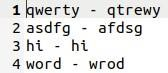 1 qwerty - qtrewy
2 asdfg - afdsg
3 hi - hi
4 word - wrod